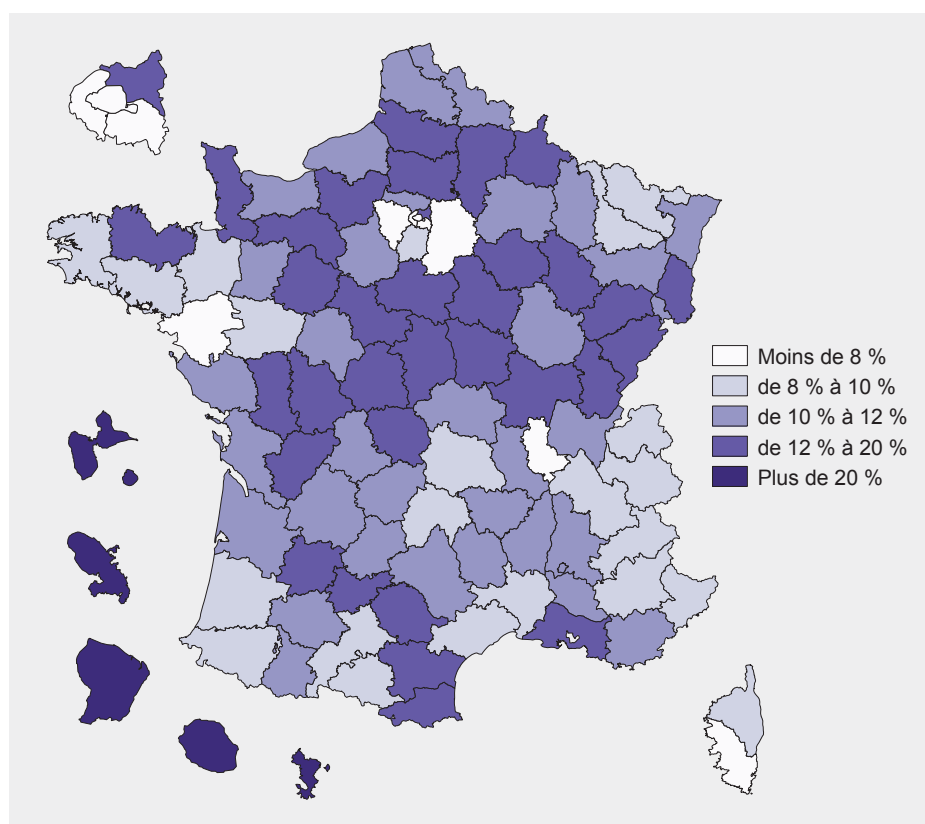 Moins de 8 %
de 8 % à 10 %
de 10 % à 12 %
de 12 % à 20 %
Plus de 20 %